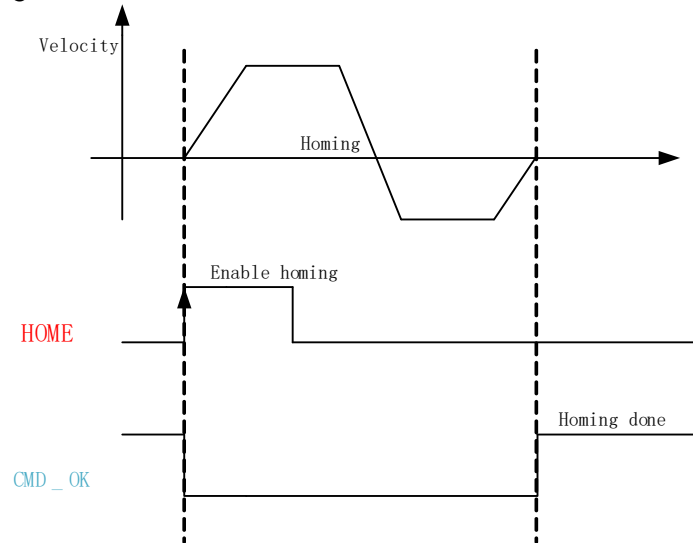 Velocity
Homing
Enable homing
HOME
Homing done
CMD _ OK